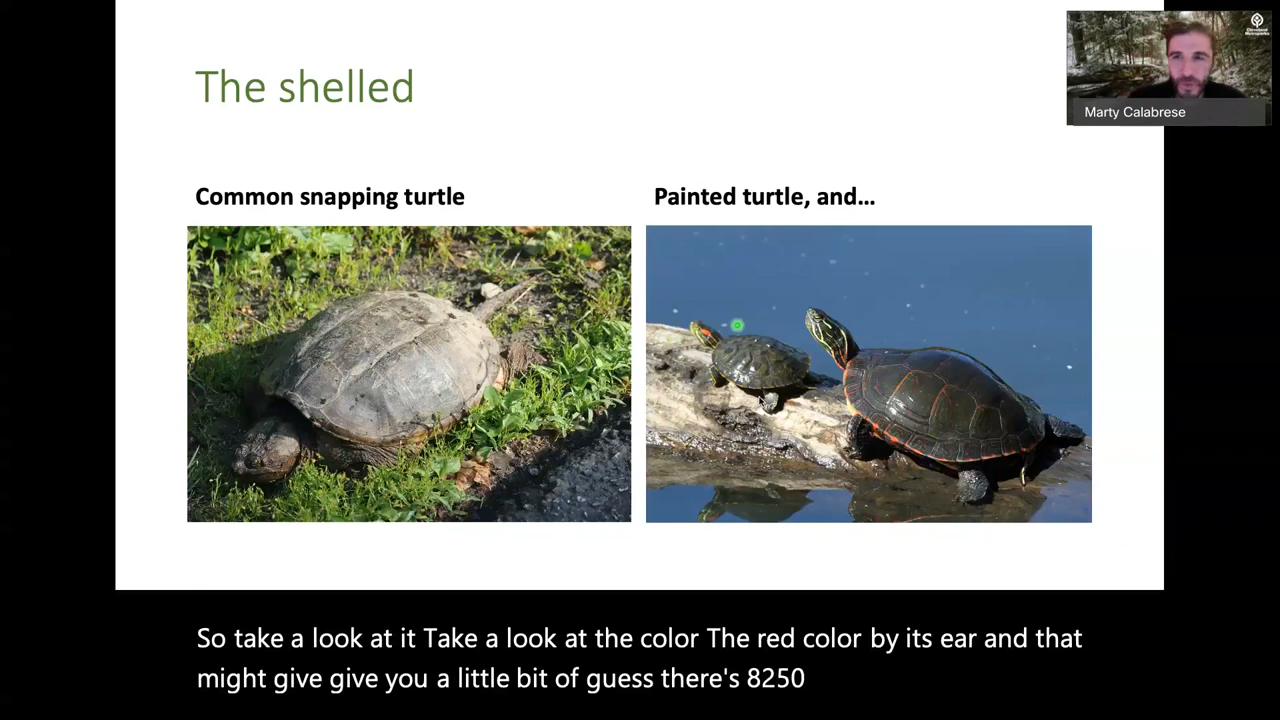 The shelled
Cleveland
Metroparks
Marty Calabrese
Common snapping turtle
Painted turtle, and…
So take a look at it Take a look at the color The red color by its ear and that
might give give you a little bit of guess there's 8250